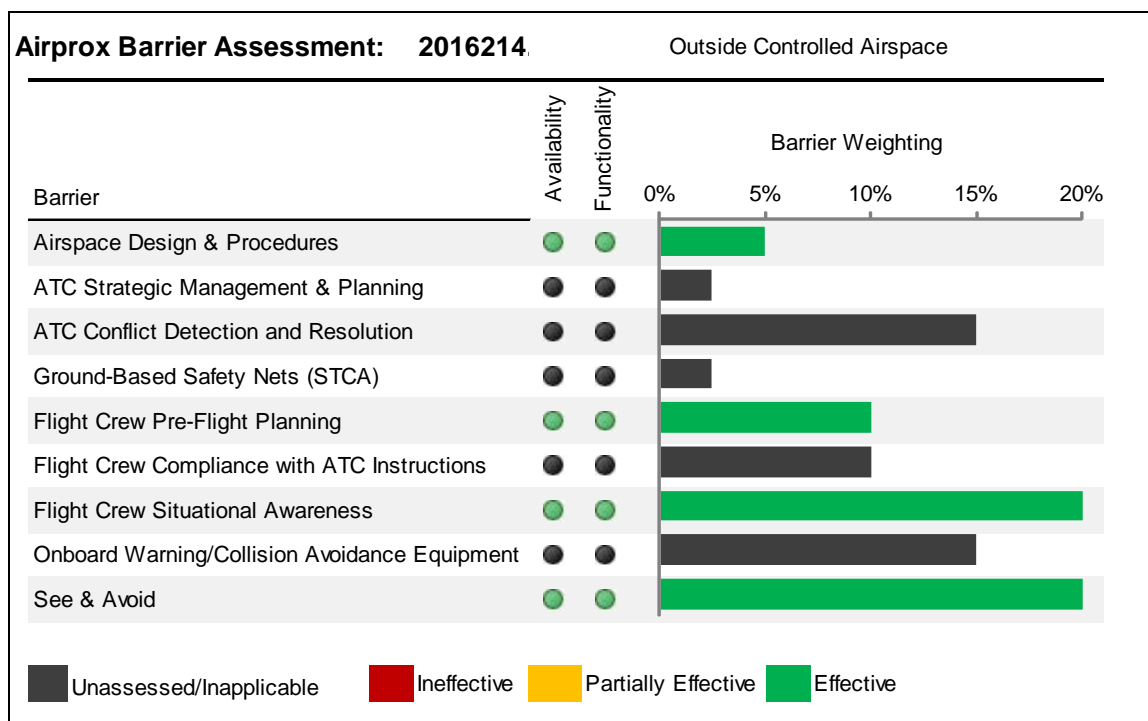 Airprox Barrier Assessment: 2016214. Outside Controlled Airspace
Availability
Functionality
Barrier Weighting
Barrier
0% 5% 10% 15% 20%
Airspace Design & Procedures
ATC Strategic Management & Planning
ATC Conflict Detection and Resolution
Ground-Based Safety Nets (STCA)
Flight Crew Pre-Flight Planning
Flight Crew Compliance with ATC Instructions
Flight Crew Situational Awareness
Onboard Warning/Collision Avoidance Equipment
See & Avoid
Unassessed/Inapplicable Ineffective Partially Effective Effective